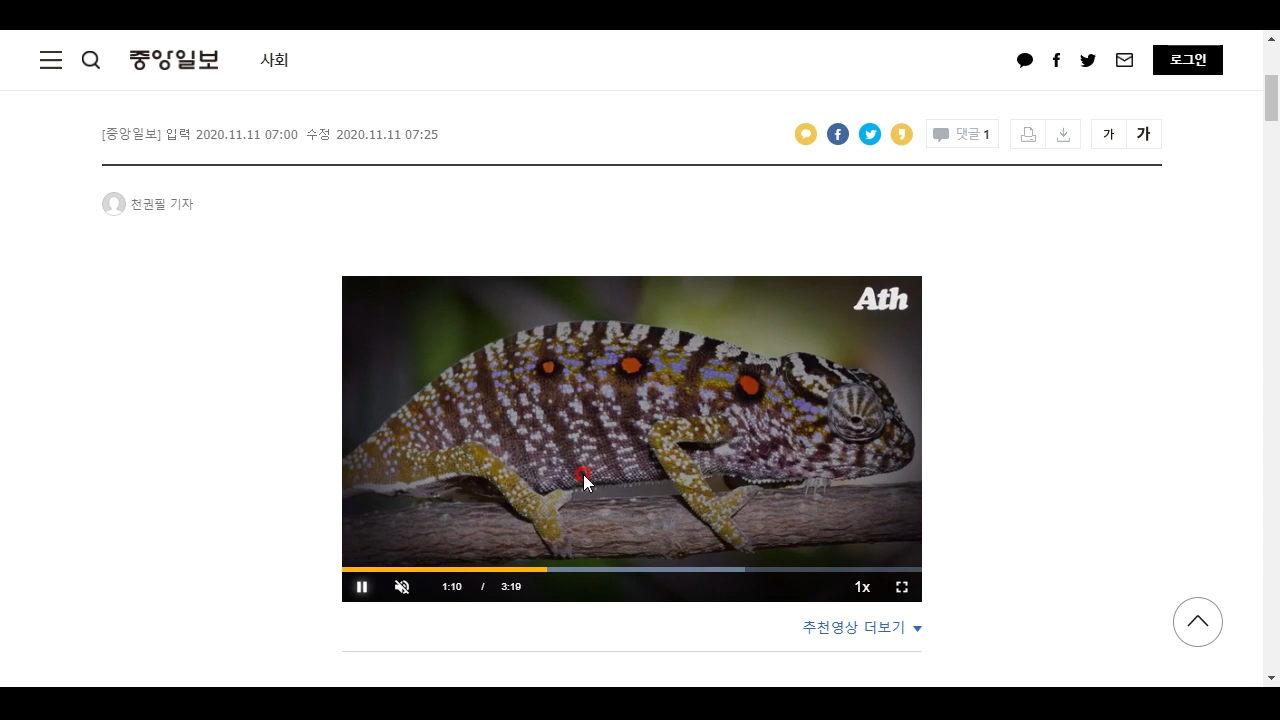 중앙일보 사회 로그인
[중앙일보] 입력 2020.11.11 07:00 수정 2020.11.11 07:25 댓글 1 가 가
천권필 기자
Ath
1:10 / 3:19 1x
추천영상 더보기